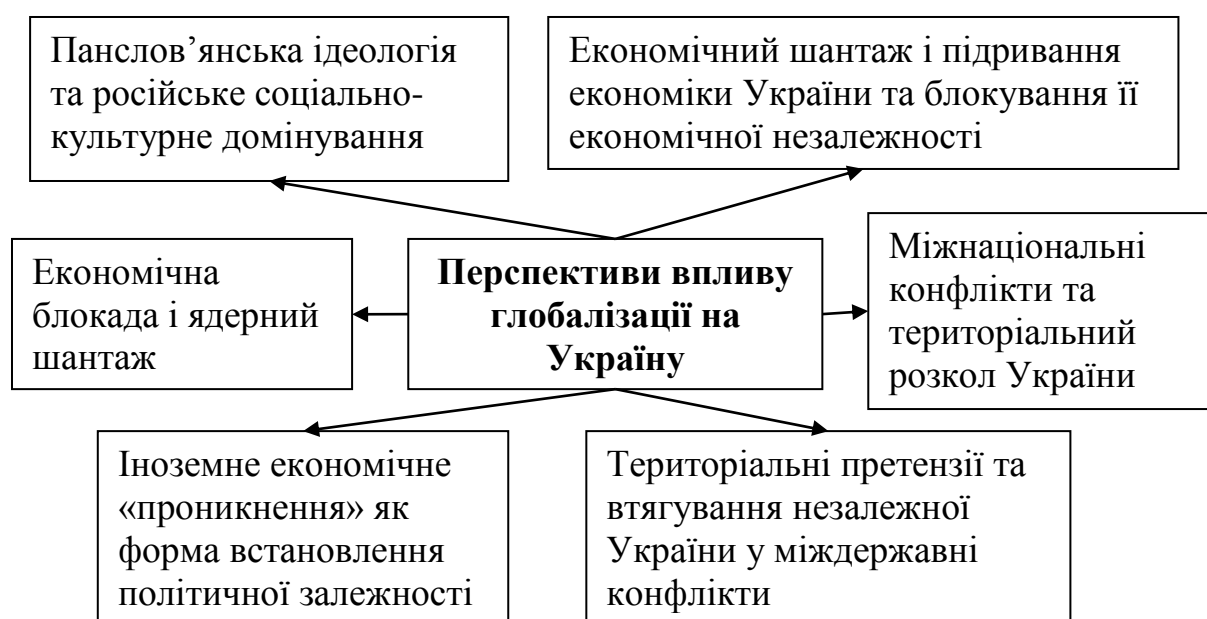 Панслов’янська ідеологія
та російське соціально-
культурне домінування
Економічний шантаж і підривання
економіки України та блокування її
економічної незалежності
Економічна
блокада і ядерний
шантаж
Перспективи впливу
глобалізації на
Україну
Міжнаціональні
конфлікти та
територіальний
розкол України
Іноземне економічне
«проникнення» як
форма встановлення
політичної залежності
Територіальні претензії та
втягування незалежної
України у міждержавні
конфлікти